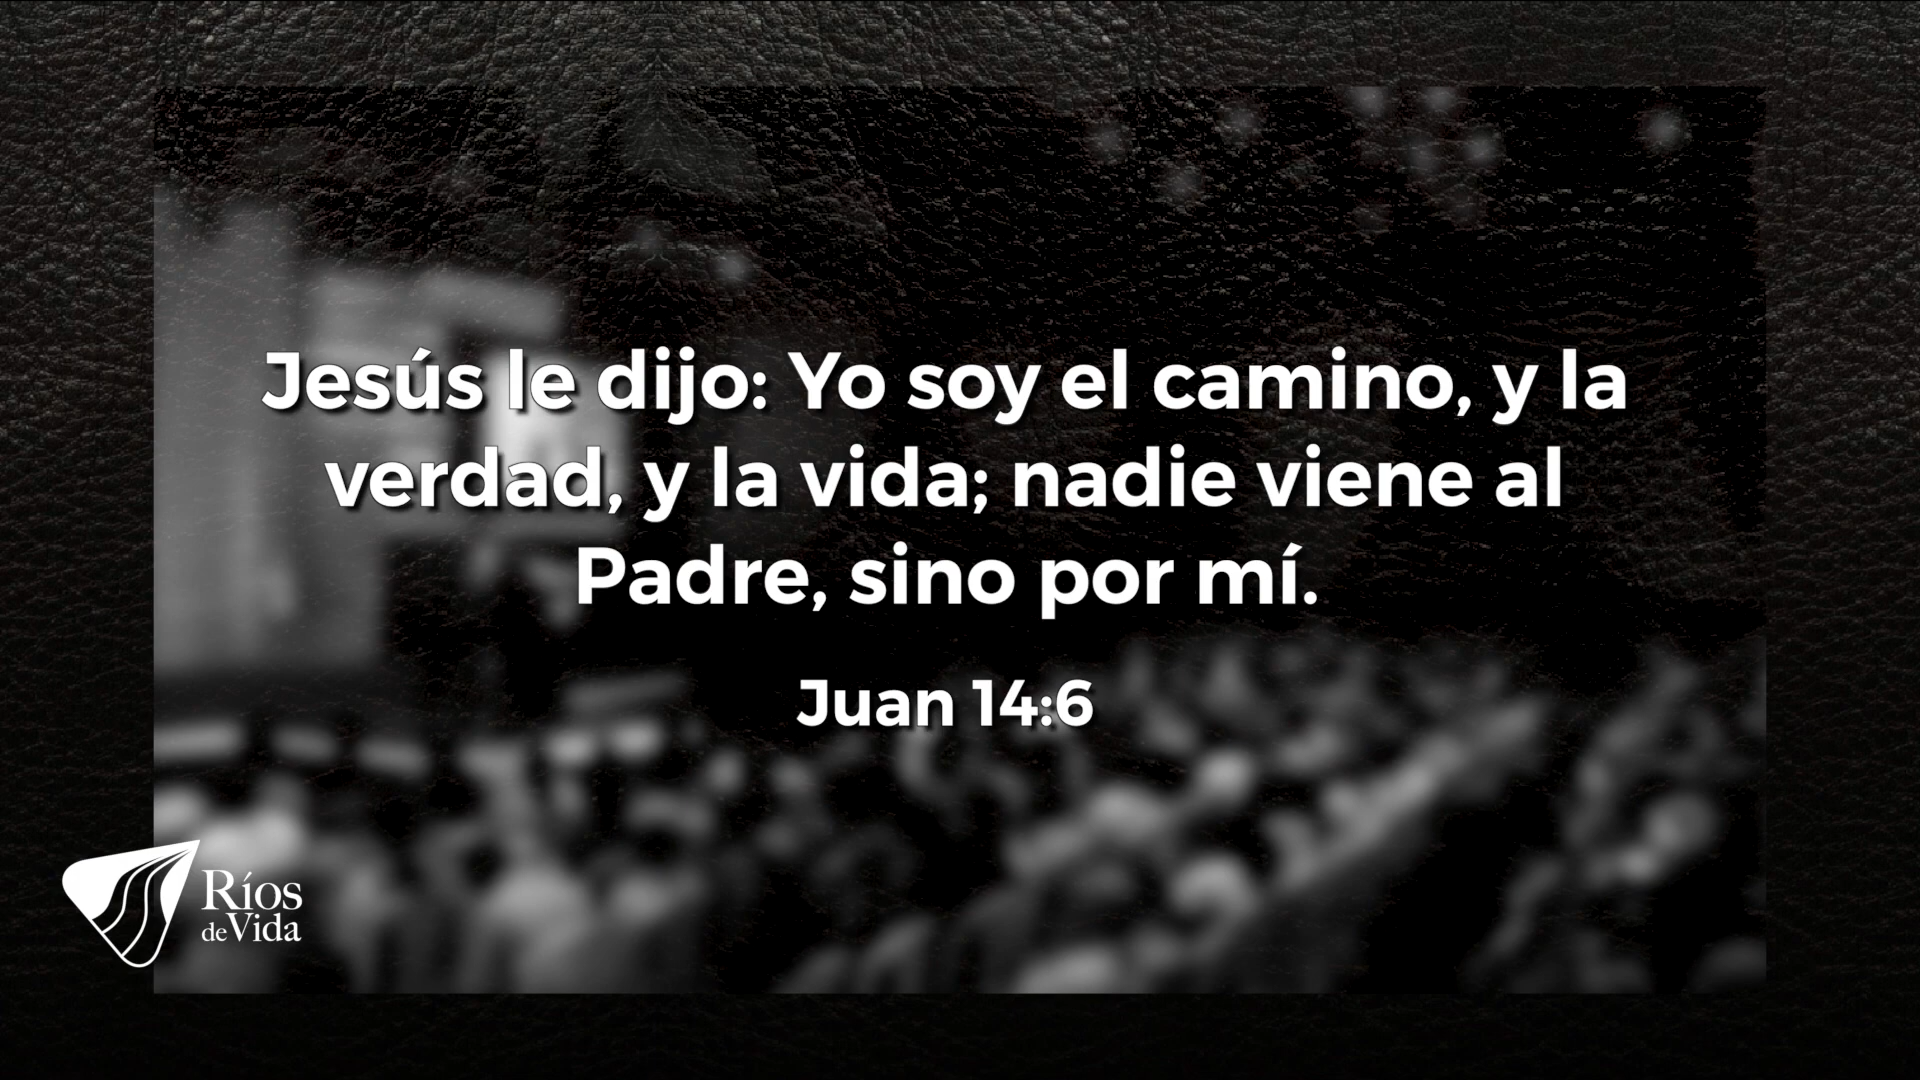 Jesús le dijo: Yo soy el camino, y la
verdad, y la vida; nadie viene al
Padre, sino por mí.
Juan 14:6
Ríos
de Vida